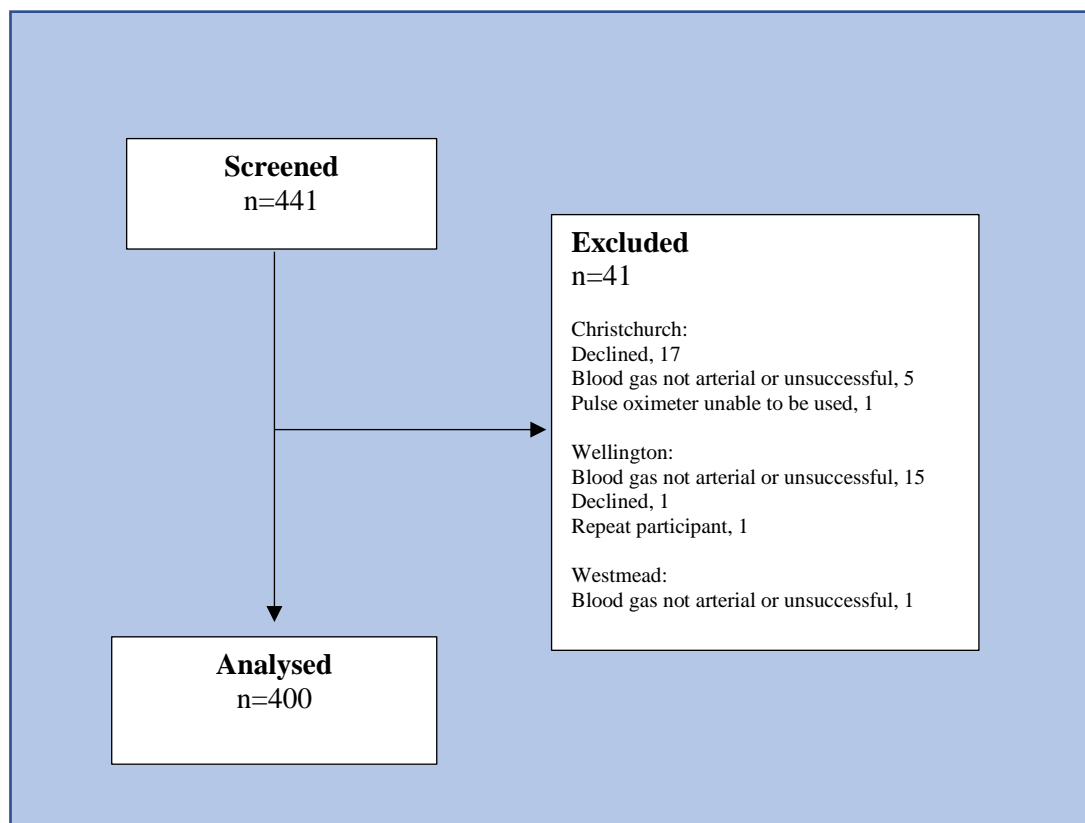 Screened
n=441
Excluded
n=41
Christchurch:
Declined, 17
Blood gas not arterial or unsuccessful, 5
Pulse oximeter unable to be used, 1
Wellington:
Blood gas not arterial or unsuccessful, 15
Declined, 1
Repeat participant, 1
Westmead:
Blood gas not arterial or unsuccessful, 1
Analysed
n=400